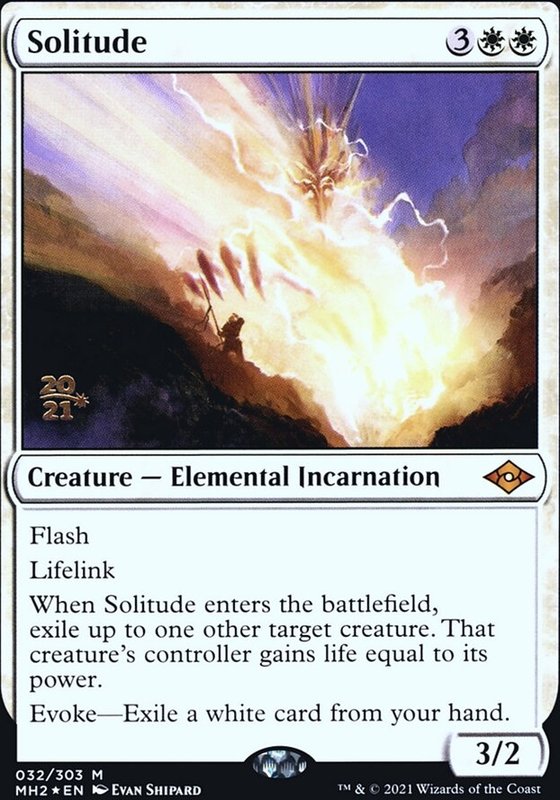 Solitude 3
20
21
Creature — Elemental Incarnation
Flash
Lifelink
When Solitude enters the battlefield,
exile up to one other target creature. That
creature's controller gains life equal to its
power.
Evoke—Exile a white card from your hand.
3/2
032/303 M
MH2★EN Evan Shipard
™ & © 2021 Wizards of the Coast